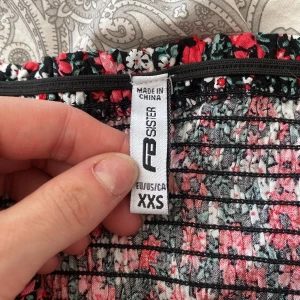 MADE IN
CHINA
FB SISTER
EU/US/CA
XXS